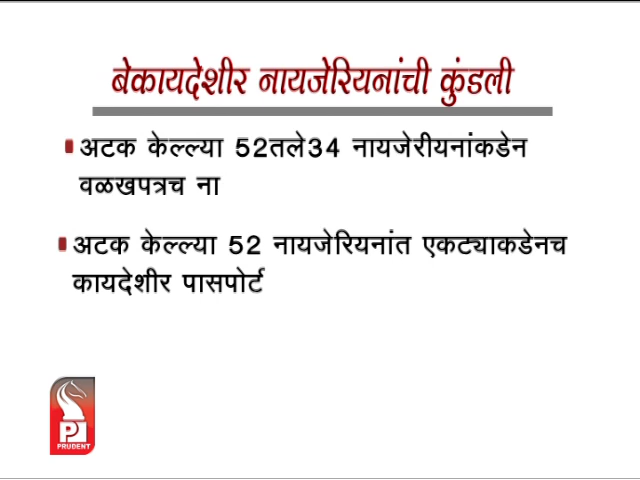 बेकायदेशीर नायजेरियनांची कुंडली
अटक केल्ल्या 52तले34 नायजेरीयनांकडेन
वळखपत्रच ना
अटक केल्ल्या 52 नायजेरियनांत एकट्याकडेनच
कायदेशीर पासपोर्ट
P
PRUDENT